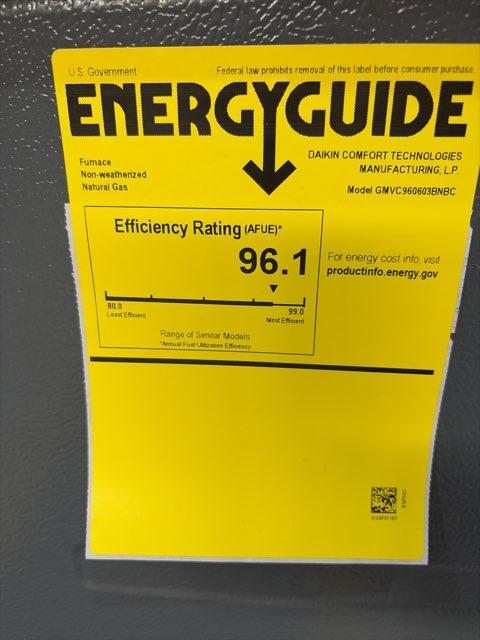 U.S. Government
Federal law prohibits removal of this label before consumer purchase.
ENERGYGUIDE
Furnace
Non-weatherized
Natural Gas
DAIKIN COMFORT TECHNOLOGIES
MANUFACTURING, L.P.
Model GMVC960603BNBC
Efficiency Rating (AFUE)*
96.1
80.0
Least Efficient
99.0
Most Efficient
Range of Similar Models
*Annual Fuel Utilization Efficiency
For energy cost info, visit
productinfo.energy.gov